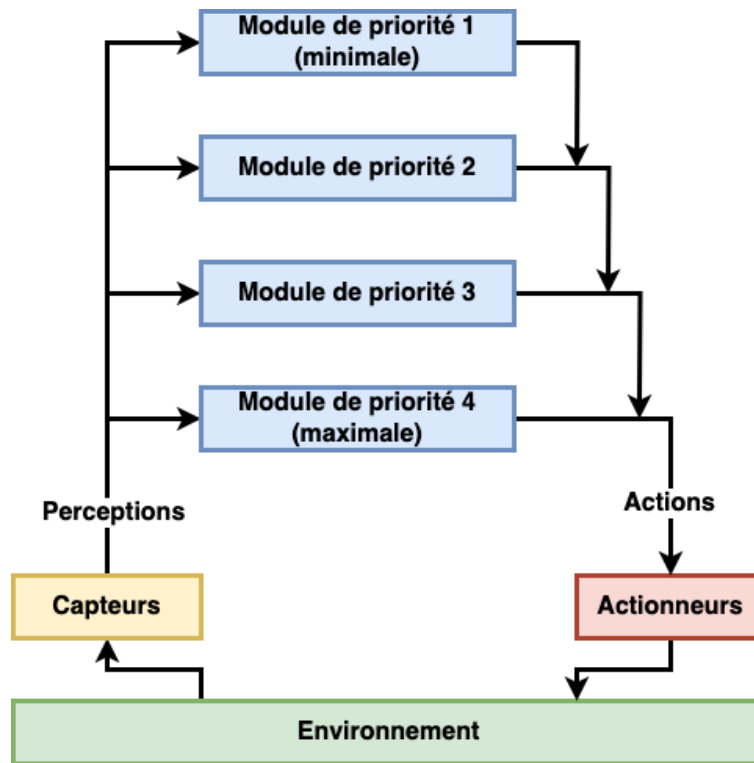 Module de priorité 1
(minimale)
Module de priorité 2
Module de priorité 3
Module de priorité 4
(maximale)
Perceptions
Actions
Capteurs
Actionneurs
Environnement